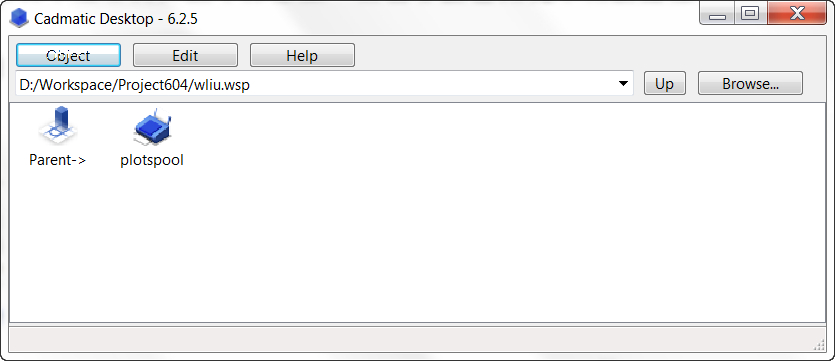 Cadmatic Desktop - 6.2.5
Object Edit Help
D:/Workspace/Project604/wliu.wsp Up Browse...
Parent-> plotspool